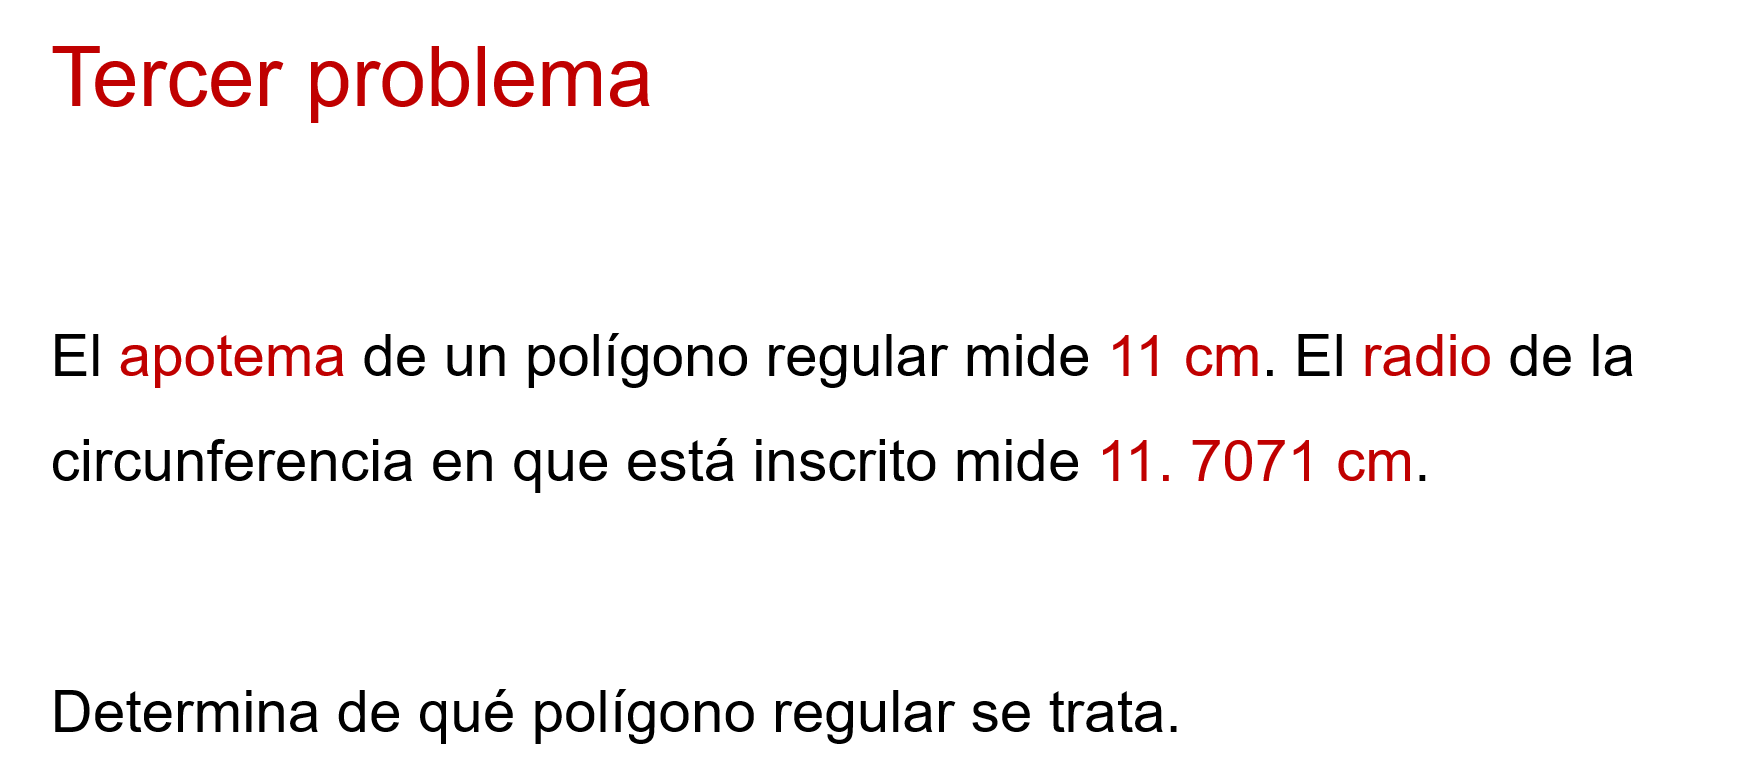 Tercer problema
El apotema de un polígono regular mide 11 cm. El radio de la
circunferencia en que está inscrito mide 11. 7071 cm.
Determina de qué polígono regular se trata.